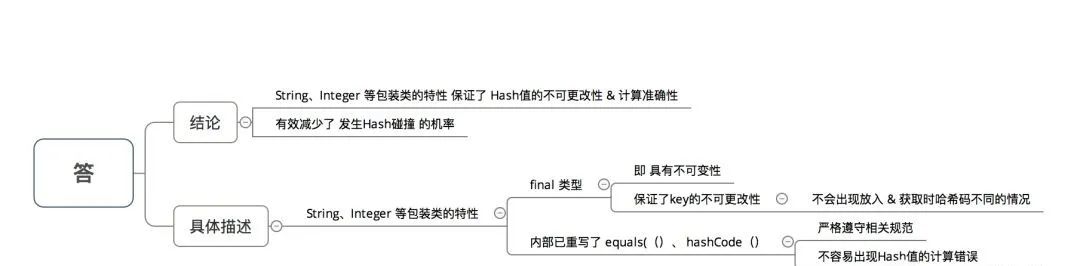 答
结论
String、Integer 等包装类的特性 保证了 Hash值的不可更改性 & 计算准确性
有效减少了 发生Hash碰撞 的机率
具体描述
String、Integer 等包装类的特性
final 类型
即 具有不可变性
保证了key的不可更改性
不会出现放入 & 获取时哈希码不同的情况
内部已重写了 equals(（）、hashCode（）
严格遵守相关规范
不容易出现Hash值的计算错误